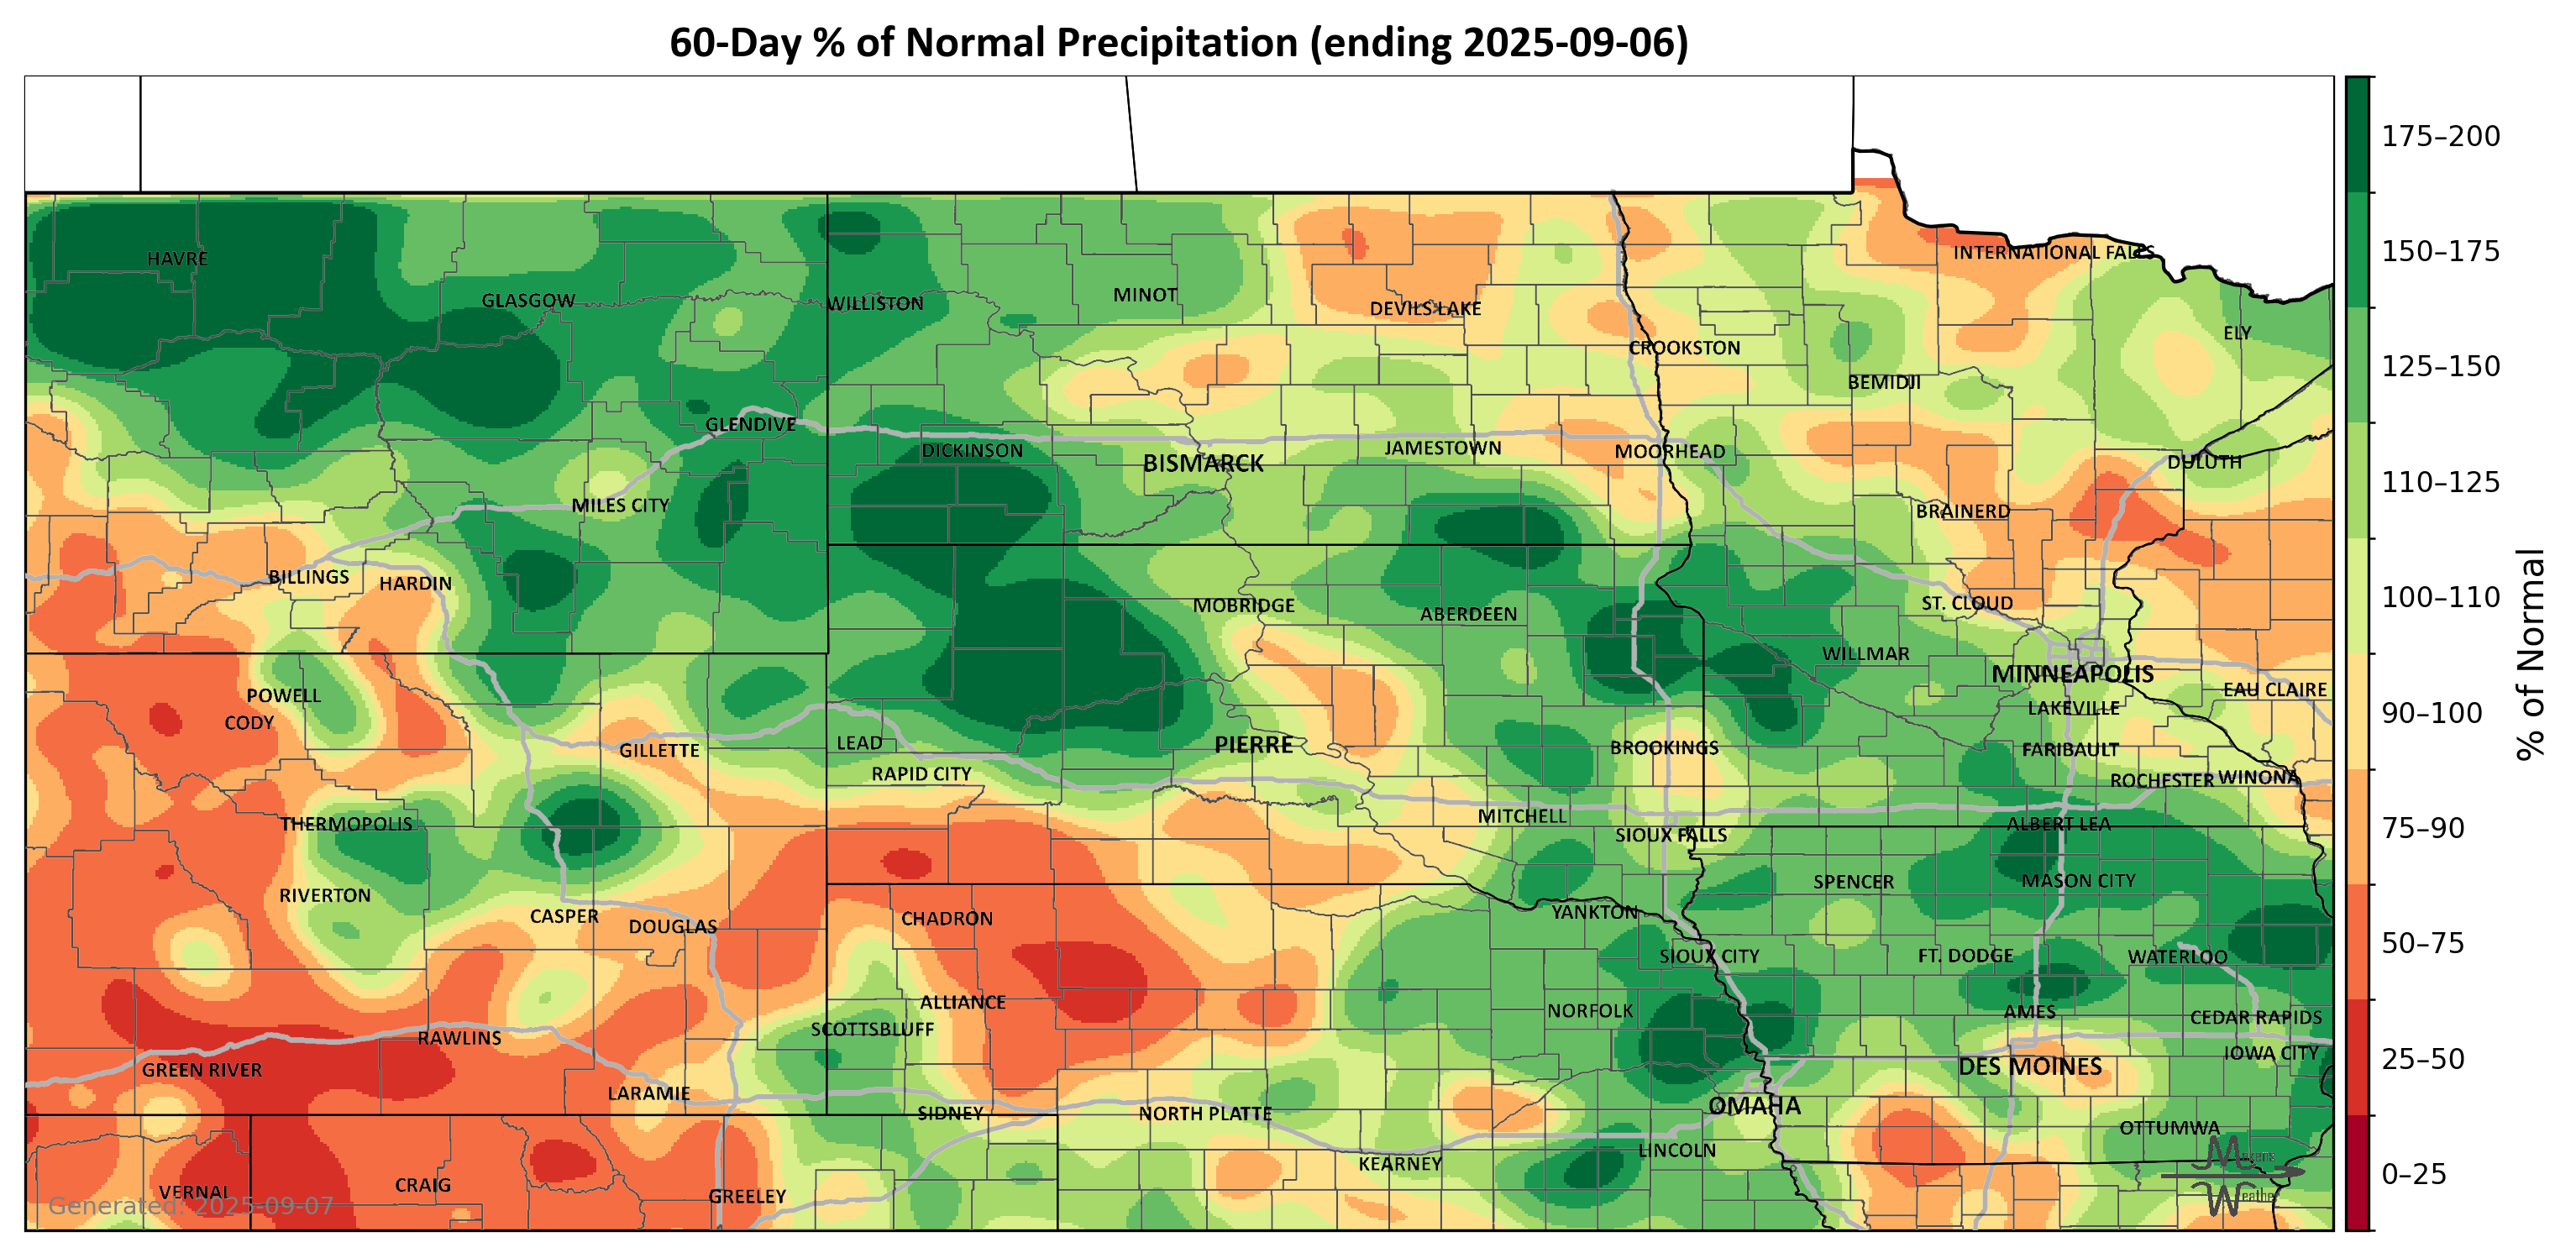 60-Day % of Normal Precipitation (ending 2025-09-06)
175–200
150–175
125–150
110–125
100–110
90–100
75–90
50–75
25–50
0–25
% of Normal
HAVRE
INTERNATIONAL FALLS
GLASGOW
WILLISTON
MINOT
DEVILS LAKE
ELY
CROOKSTON
BEMIDJI
GLENDIVE
DICKINSON
BISMARCK
JAMESTOWN
MOORHEAD
DULUTH
MILES CITY
BRAINERD
BILLINGS
HARDIN
MOBRIDGE
ABERDEEN
ST. CLOUD
WILLMAR
MINNEAPOLIS
POWELL
CODY
EAU CLAIRE
LAKEVILLE
GILLETTE
LEAD
PIERRE
BROOKINGS
FARIBAULT
RAPID CITY
ROCHESTER
WINONA
THERMOPOLIS
MITCHELL
SIOUX FALLS
ALBERT LEA
RIVERTON
SPENCER
MASON CITY
CASPER
DOUGLAS
CHADRON
YANKTON
SIOUX CITY
FT. DODGE
WATERLOO
ALLIANCE
SCOTTSBLUFF
NORFOLK
AMES
CEDAR RAPIDS
RAWLINS
GREEN RIVER
DES MOINES
IOWA CITY
LARAMIE
SIDNEY
NORTH PLATTE
OMAHA
OTTUMWA
LINCOLN
KEARNEY
VERNAL
CRAIG
GREELEY
Generated: 2025-09-07
Weather